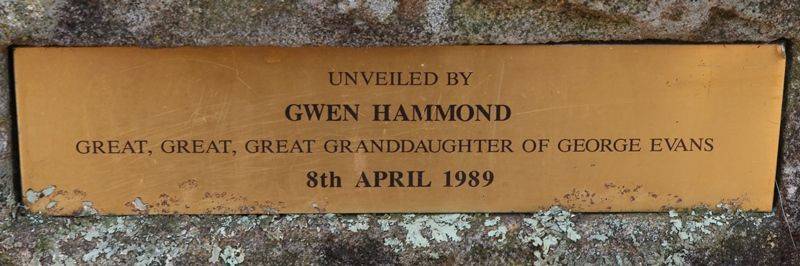 UNVEILED BY
GWEN HAMMOND
GREAT, GREAT, GREAT GRANDDAUGHTER OF GEORGE EVANS
8th APRIL 1989